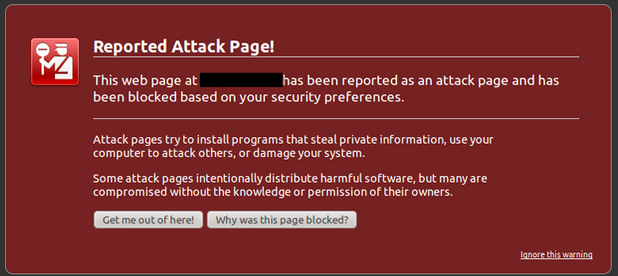 Reported Attack Page!
This web page at has been reported as an attack page and has
been blocked based on your security preferences.
Attack pages try to install programs that steal private information, use your
computer to attack others, or damage your system.
Some attack pages intentionally distribute harmful software, but many are
compromised without the knowledge or permission of their owners.
Get me out of here! Why was this page blocked?
Ignore this warning